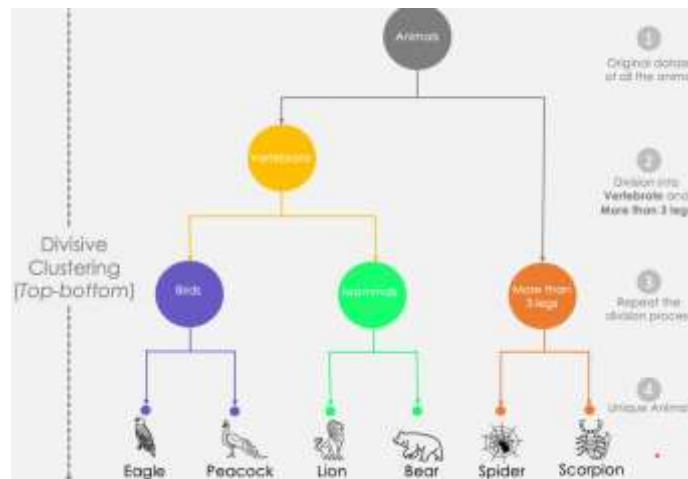 Animals
1
Original datase
of all the anima
Vertebrate
2
Division into
Vertebrate and
More than 3 legs
Divisive
Clustering
(Top-bottom)
Birds
Mammals
More than
3 legs
3
Repeat the
division process
4
Unique Animal
Eagle
Peacock
Lion
Bear
Spider
Scorpion